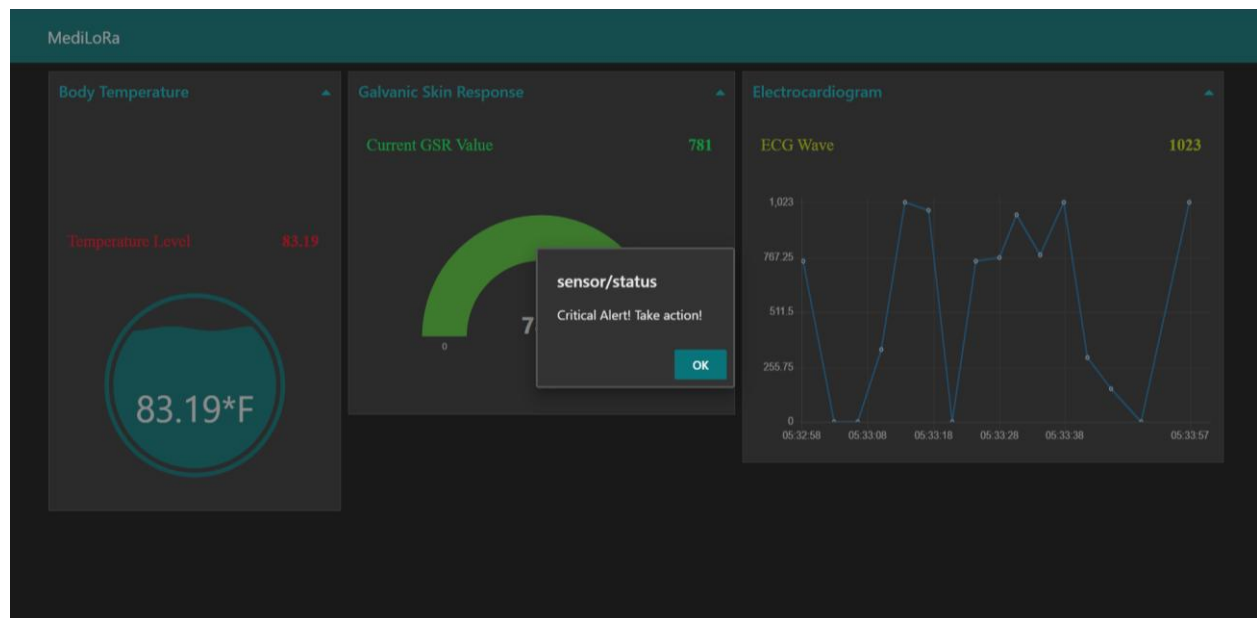 MediLoRa
Body Temperature
Temperature Level 83.19
83.19*F
Galvanic Skin Response
Current GSR Value 781
0
sensor/status
Critical Alert! Take action!
OK
Electrocardiogram
ECG Wave 1023
1,023
767.25
511.5
255.75
0
05:32:58 05:33:08 05:33:18 05:33:28 05:33:38 05:33:57